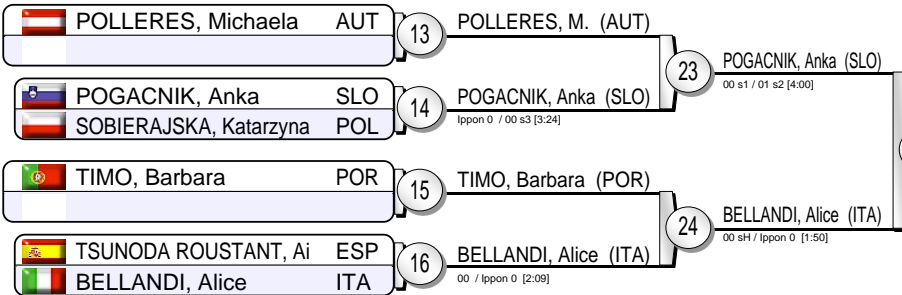 POLLERES, Michaela AUT
13
POLLERES, M. (AUT)
POGACNIK, Anka SLO
SOBIERAJSKA, Katarzyna POL
14
POGACNIK, Anka (SLO)
Ippon 0 / 00 s3 [3:24]
23
POGACNIK, Anka (SLO)
00 s1 / 01 s2 [4:00]
TIMO, Barbara POR
15
TIMO, Barbara (POR)
TSUNODA ROUSTANT, Ai ESP
BELLANDI, Alice ITA
16
BELLANDI, Alice (ITA)
00 / Ippon 0 [2:09]
24
BELLANDI, Alice (ITA)
00 sH / Ippon 0 [1:50]